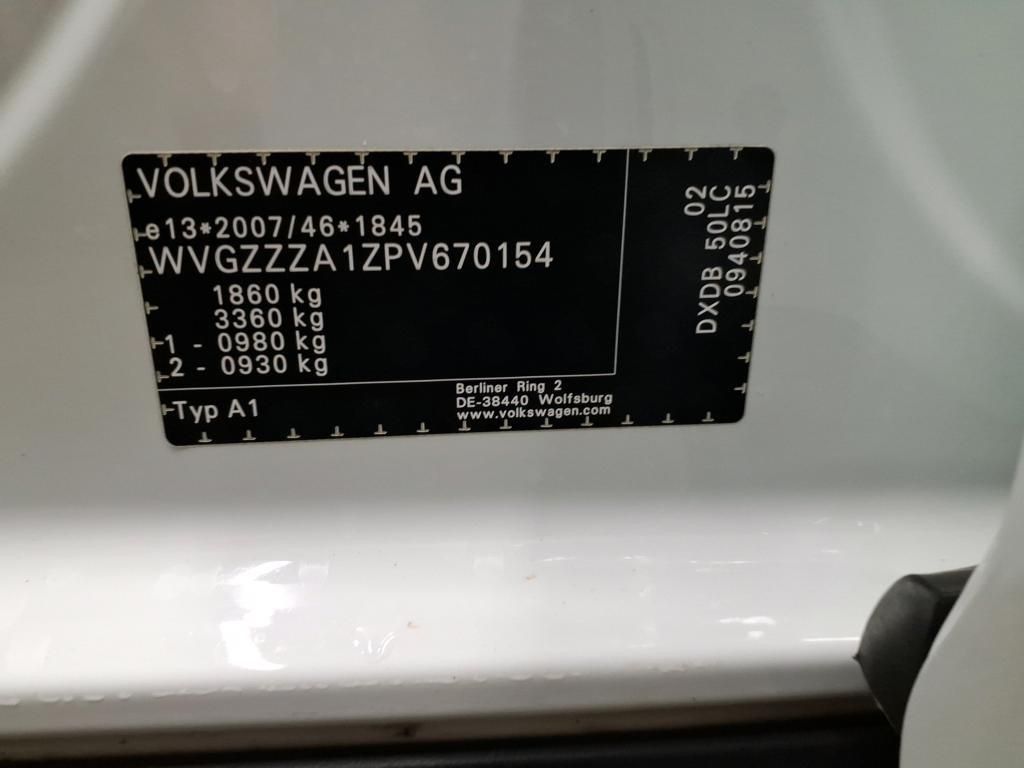 VOLKSWAGEN AG
e13*2007/46*1845
WVGZZZA1ZPV670154
1860 kg
3360 kg
1 - 0980 kg
2 - 0930 kg
Typ A1
Berliner Ring 2
DE-38440 Wolfsburg
www.volkswagen.com
02
DXDB 50LC
0940815